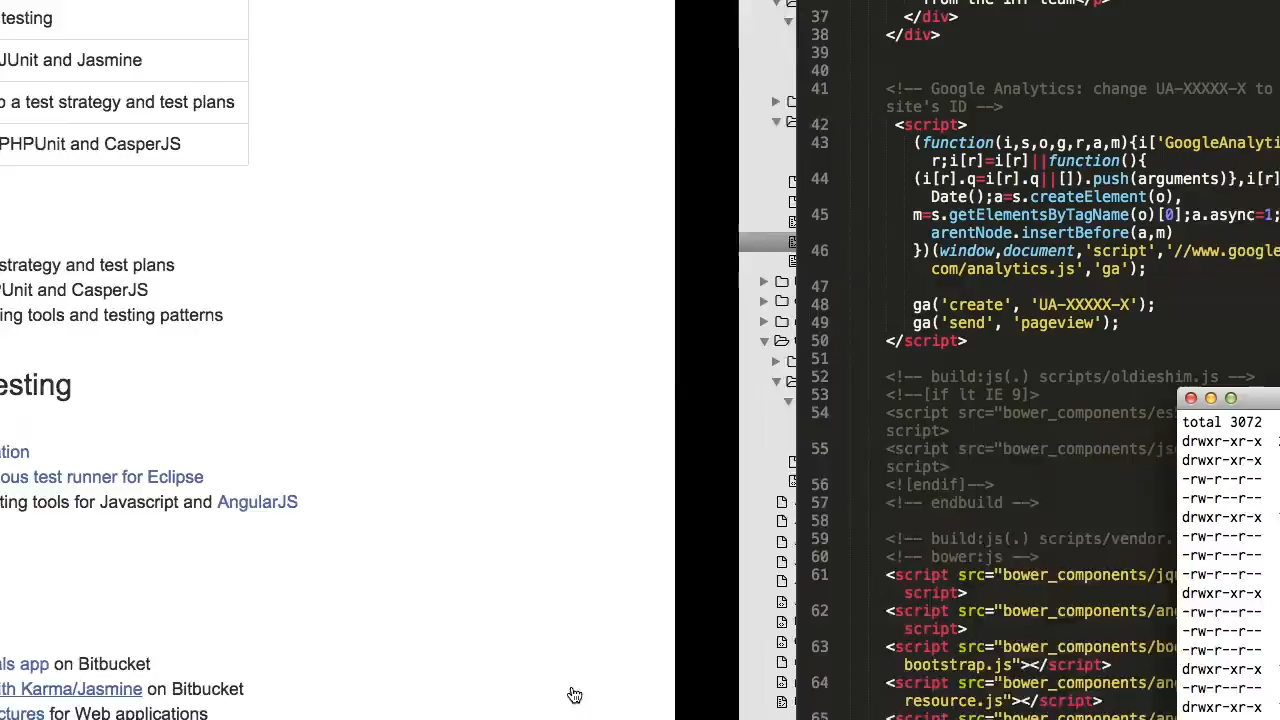 testing
JUnit and Jasmine
o a test strategy and test plans
PHPUnit and CasperJS
strategy and test plans
Unit and CasperJS
ing tools and testing patterns
esting
ation
ous test runner for Eclipse
ting tools for Javascript and AngularJS
als app on Bitbucket
ith Karma/Jasmine on Bitbucket
ctures for Web applications
37 </div>
38 </div>
39
40
41 <!-- Google Analytics: change UA-XXXXX-X to
site's ID -->
42 <script>
43 (function(i,s,o,g,r,a,m){i['GoogleAnalyti
r;i[r]=i[r]||function(){
44 (i[r].q=i[r].q||[]).push(arguments)},i[r]
Date();a=s.createElement(o),
45 m=s.getElementsByTagName(o)[0];a.async=1;
arentNode.insertBefore(a,m)
46 })(window,document,'script','//www.google
com/analytics.js','ga');
47
48 ga('create', 'UA-XXXXX-X');
49 ga('send', 'pageview');
50 </script>
51
52 <!-- build:js(.) scripts/oldieshim.js -->
53 <!--[if lt IE 9]>
54 <script src="bower_components/es
script>
55 <script src="bower_components/js
script>
56 <![endif]-->
57 <!-- endbuild -->
58
59 <!-- build:js(.) scripts/vendor.
60 <!-- bower:js -->
61 <script src="bower_components/jqu
script>
62 <script src="bower_components/an
script>
63 <script src="bower_components/bo
bootstrap.js"></script>
64 <script src="bower_components/an
resource.js"></script>
total 3072
drwxr-xr-x
drwxr-xr-x
-rw-r--r--
-rw-r--r--
drwxr-xr-x
-rw-r--r--
-rw-r--r--
-rw-r--r--
drwxr-xr-x
-rw-r--r--
-rw-r--r--
-rw-r--r--
drwxr-xr-x
-rw-r--r--
drwxr-xr-x